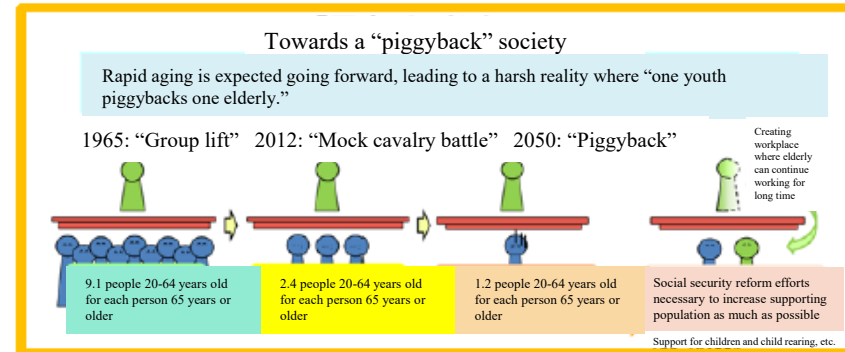 Towards a “piggyback” society
Rapid aging is expected going forward, leading to a harsh reality where “one youth
piggybacks one elderly.”
1965: “Group lift”
2012: “Mock cavalry battle”
2050: “Piggyback”
Creating
workplace
where elderly
can continue
working for
long time
9.1 people 20-64 years old
for each person 65 years or
older
2.4 people 20-64 years old
for each person 65 years or
older
1.2 people 20-64 years old
for each person 65 years or
older
Social security reform efforts
necessary to increase supporting
population as much as possible
Support for children and child rearing, etc.